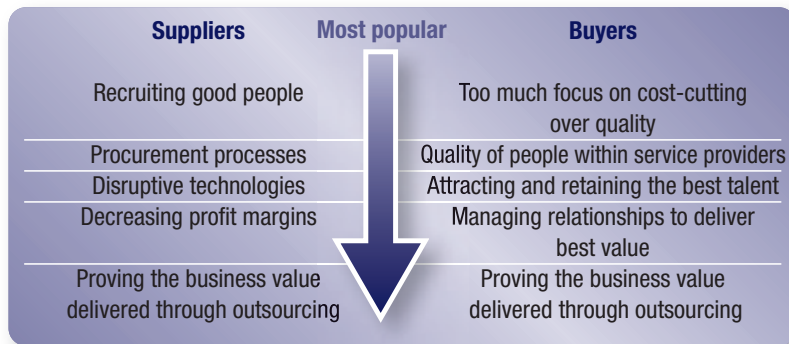 Suppliers Most popular Buyers
Recruiting good people
Too much focus on cost-cutting
over quality
Procurement processes
Quality of people within service providers
Disruptive technologies
Attracting and retaining the best talent
Decreasing profit margins
Managing relationships to deliver
best value
Proving the business value
delivered through outsourcing
Proving the business value
delivered through outsourcing